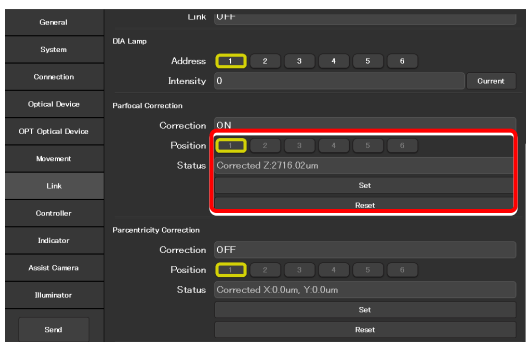 General
System
Connection
Optical Device
OPT Optical Device
Movement
Link
Controller
Indicator
Assist Camera
Illuminator
Send
Link OFF
DIA Lamp
Address 1 2 3 4 5 6
Intensity 0 Current
Parfocal Correction
Correction ON
Position 1 2 3 4 5 6
Status Corrected Z:2716.02um
Set
Reset
Parcentricity Correction
Correction OFF
Position 1 2 3 4 5 6
Status Corrected X:0.0um, Y:0.0um
Set
Reset